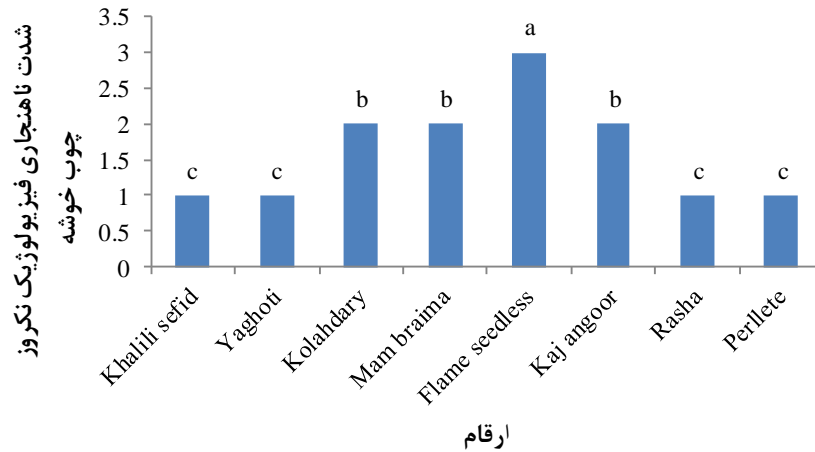 شدت ناهنجاری فیزیولوژیک نکروز
چوب خوشه
3.5
3
2.5
2
1.5
1
0.5
0
c
c
b
b
a
b
c
c
Khalili sefid
Yaghoti
Kolahdary
Mam braima
Flame seedless
Kaj angoor
Rasha
Perllete
ارقام